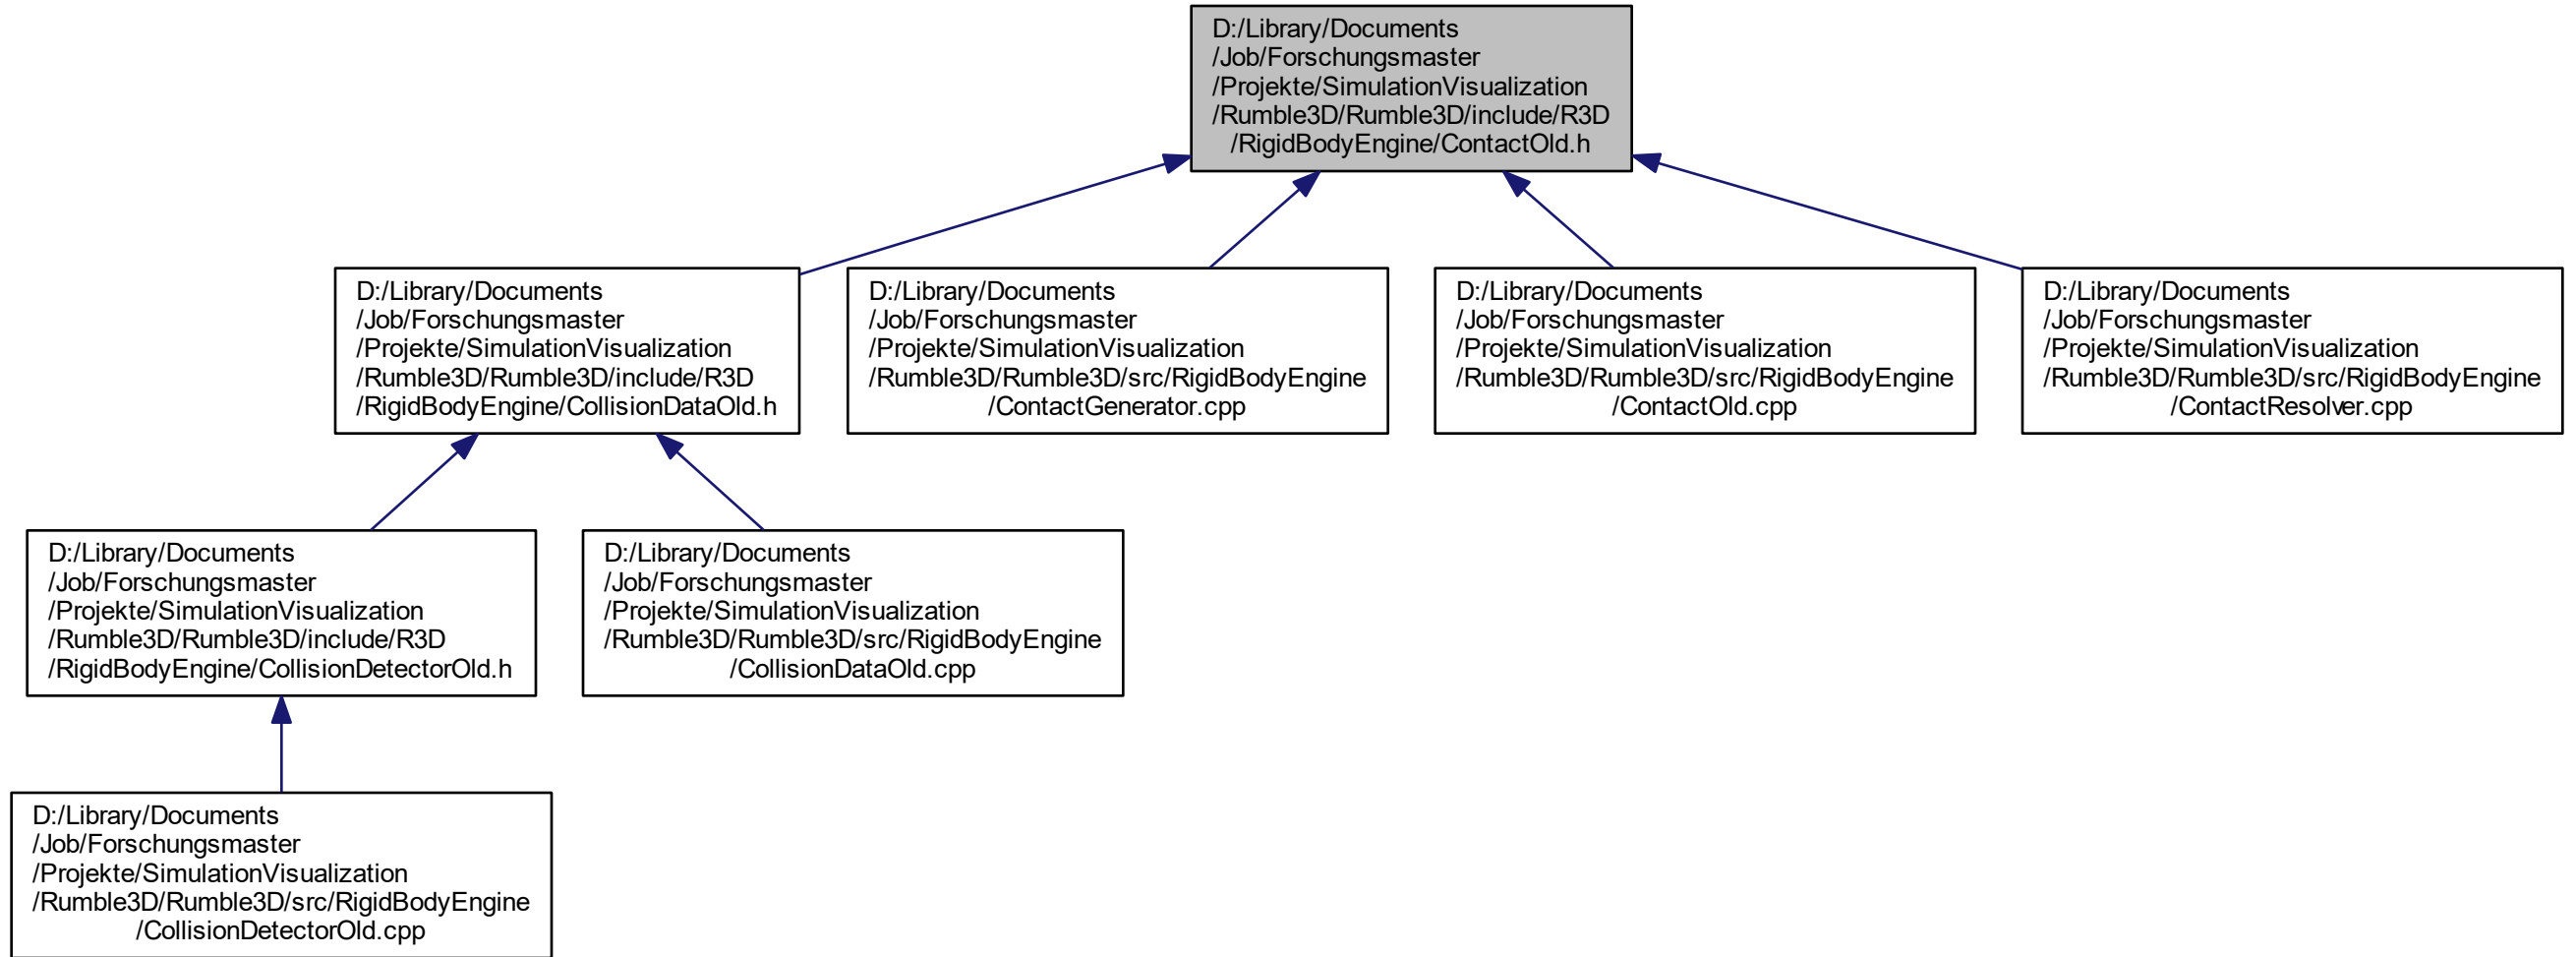 D:/Library/Documents
/Job/Forschungsmaster
/Projekte/SimulationVisualization
/Rumble3D/Rumble3D/include/R3D
/RigidBodyEngine/ContactOld.h
D:/Library/Documents
/Job/Forschungsmaster
/Projekte/SimulationVisualization
/Rumble3D/Rumble3D/include/R3D
/RigidBodyEngine/CollisionDataOld.h
D:/Library/Documents
/Job/Forschungsmaster
/Projekte/SimulationVisualization
/Rumble3D/Rumble3D/src/RigidBodyEngine
/ContactGenerator.cpp
D:/Library/Documents
/Job/Forschungsmaster
/Projekte/SimulationVisualization
/Rumble3D/Rumble3D/src/RigidBodyEngine
/ContactOld.cpp
D:/Library/Documents
/Job/Forschungsmaster
/Projekte/SimulationVisualization
/Rumble3D/Rumble3D/src/RigidBodyEngine
/ContactResolver.cpp
D:/Library/Documents
/Job/Forschungsmaster
/Projekte/SimulationVisualization
/Rumble3D/Rumble3D/include/R3D
/RigidBodyEngine/CollisionDetectorOld.h
D:/Library/Documents
/Job/Forschungsmaster
/Projekte/SimulationVisualization
/Rumble3D/Rumble3D/src/RigidBodyEngine
/CollisionDataOld.cpp
D:/Library/Documents
/Job/Forschungsmaster
/Projekte/SimulationVisualization
/Rumble3D/Rumble3D/src/RigidBodyEngine
/CollisionDetectorOld.cpp